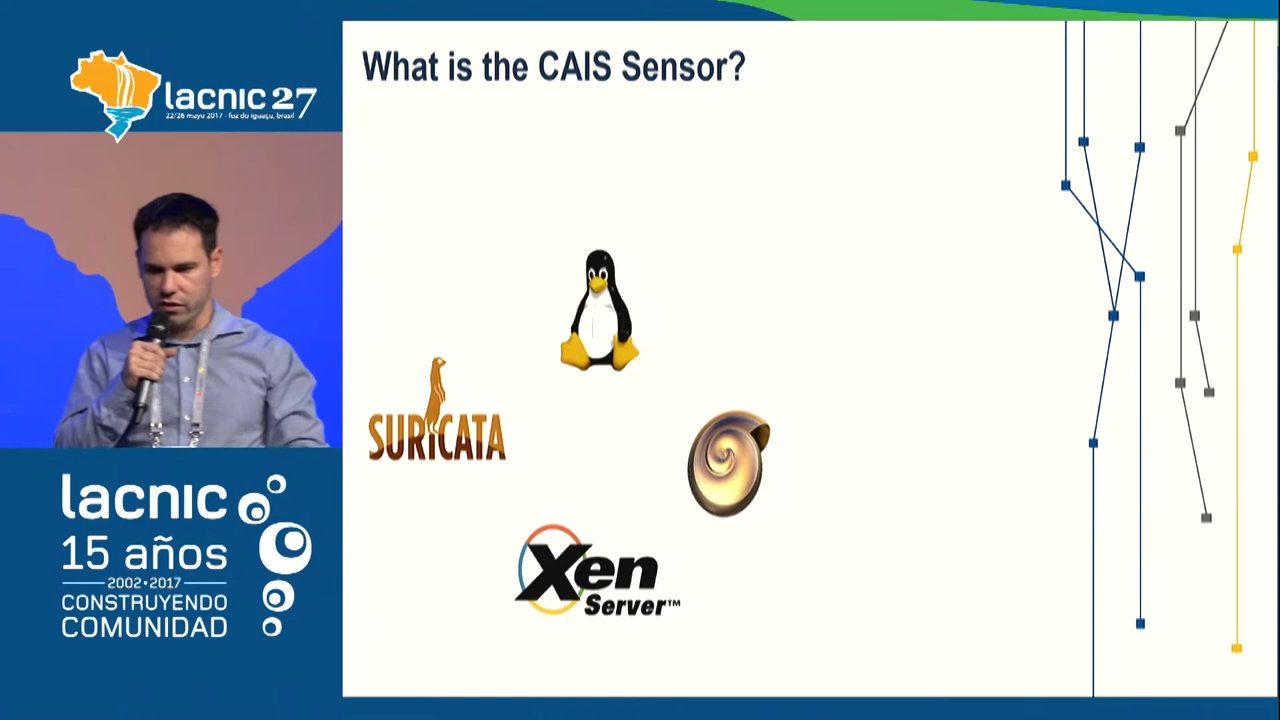 What is the CAIS Sensor?
lacnic 27
22/26 mayo 2017 - foz do iguaçu, brasil
SURICATA
Xen
Server™
lacnic
15 años
2002•2017
CONSTRUYENDO
COMUNIDAD